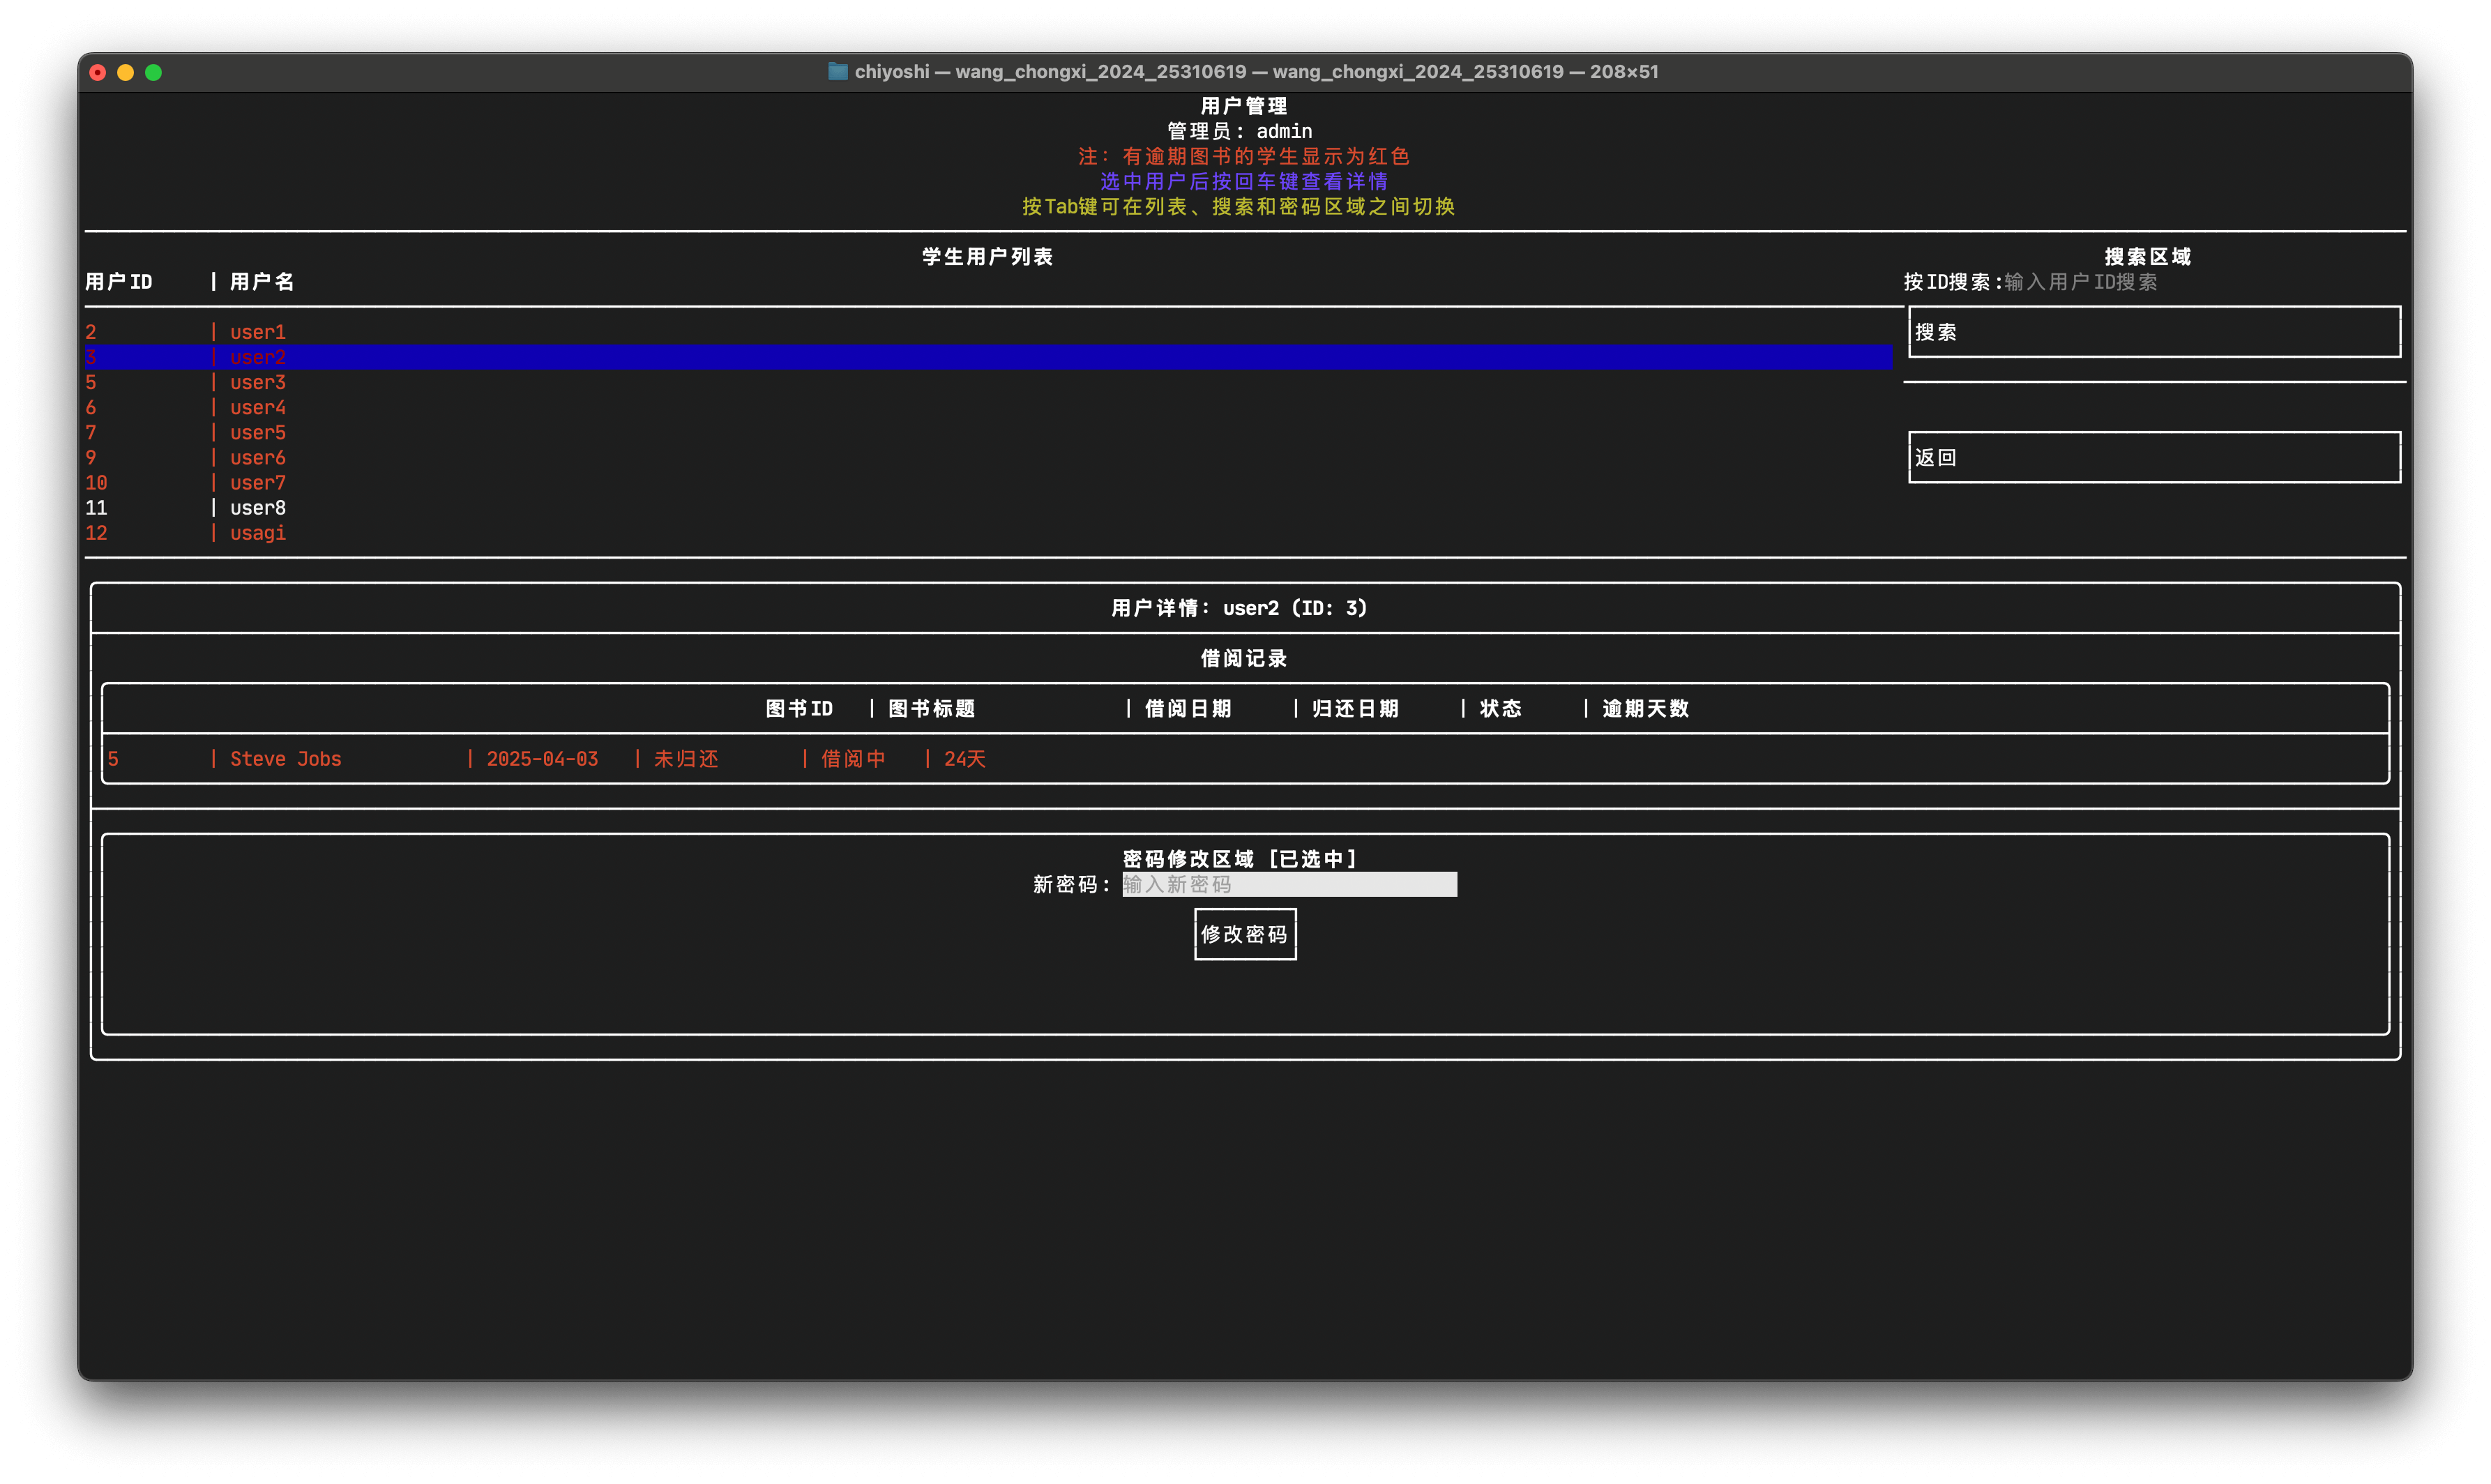 chiyoshi — wang_chongxi_2024_25310619 — wang_chongxi_2024_25310619 — 208×51
用户管理
管理员: admin
注: 有逾期图书的学生显示为红色
选中用户后按回车键查看详情
按Tab键可在列表、搜索和密码区域之间切换
学生用户列表
用户ID | 用户名
2 | user1
3 | user2
5 | user3
6 | user4
7 | user5
9 | user6
10 | user7
11 | user8
12 | usagi
搜索区域
按ID搜索:输入用户ID搜索
搜索
返回
用户详情: user2 (ID: 3)
借阅记录
图书ID | 图书标题 | 借阅日期 | 归还日期 | 状态 | 逾期天数
5 | Steve Jobs | 2025-04-03 | 未归还 | 借阅中 | 24天
密码修改区域 [已选中]
新密码: 输入新密码
修改密码